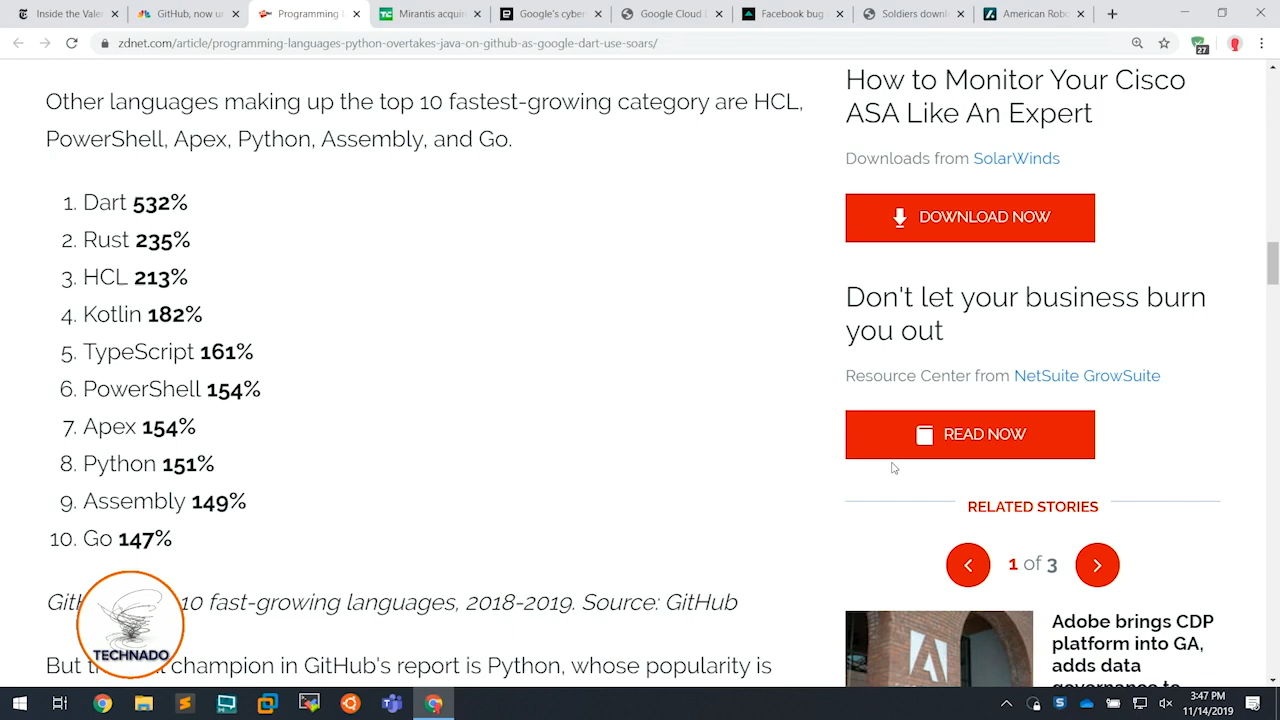 Inside the Vale
GitHub, now u
Programming l
Mirantis acqui
Google's cyber
Google Cloud
Facebook b
Soldiers downl
American Rob
zdnet.com/article/programming-languages-python-overtakes-java-on-github-as-google-dart-use-soars/
27
Other languages making up the top 10 fastest-growing category are HCL,
PowerShell, Apex, Python, Assembly, and Go.
1. Dart 532%
2. Rust 235%
3. HCL 213%
4. Kotlin 182%
5. TypeScript 161%
6. PowerShell 154%
7. Apex 154%
8. Python 151%
9. Assembly 149%
10. Go 147%
10 fast-growing languages, 2018-2019. Source: GitHub
But champion in GitHub's report is Python, whose popularity is
TECHNADO
How to Monitor Your Cisco
ASA Like An Expert
Downloads from SolarWinds
DOWNLOAD NOW
Don't let your business burn
you out
Resource Center from NetSuite GrowSuite
READ NOW
RELATED STORIES
1 of 3
Adobe brings CDP
platform into GA,
adds data
3:47 PM
11/14/2019